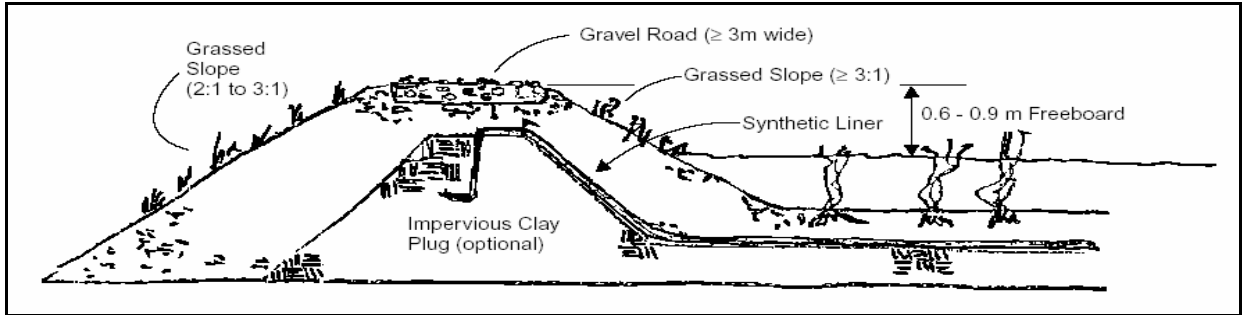 Gravel Road (≥ 3m wide)
Grassed
Slope
(2:1 to 3:1)
Grassed Slope (≥ 3:1)
0.6 - 0.9 m Freeboard
Synthetic Liner
Impervious Clay
Plug (optional)